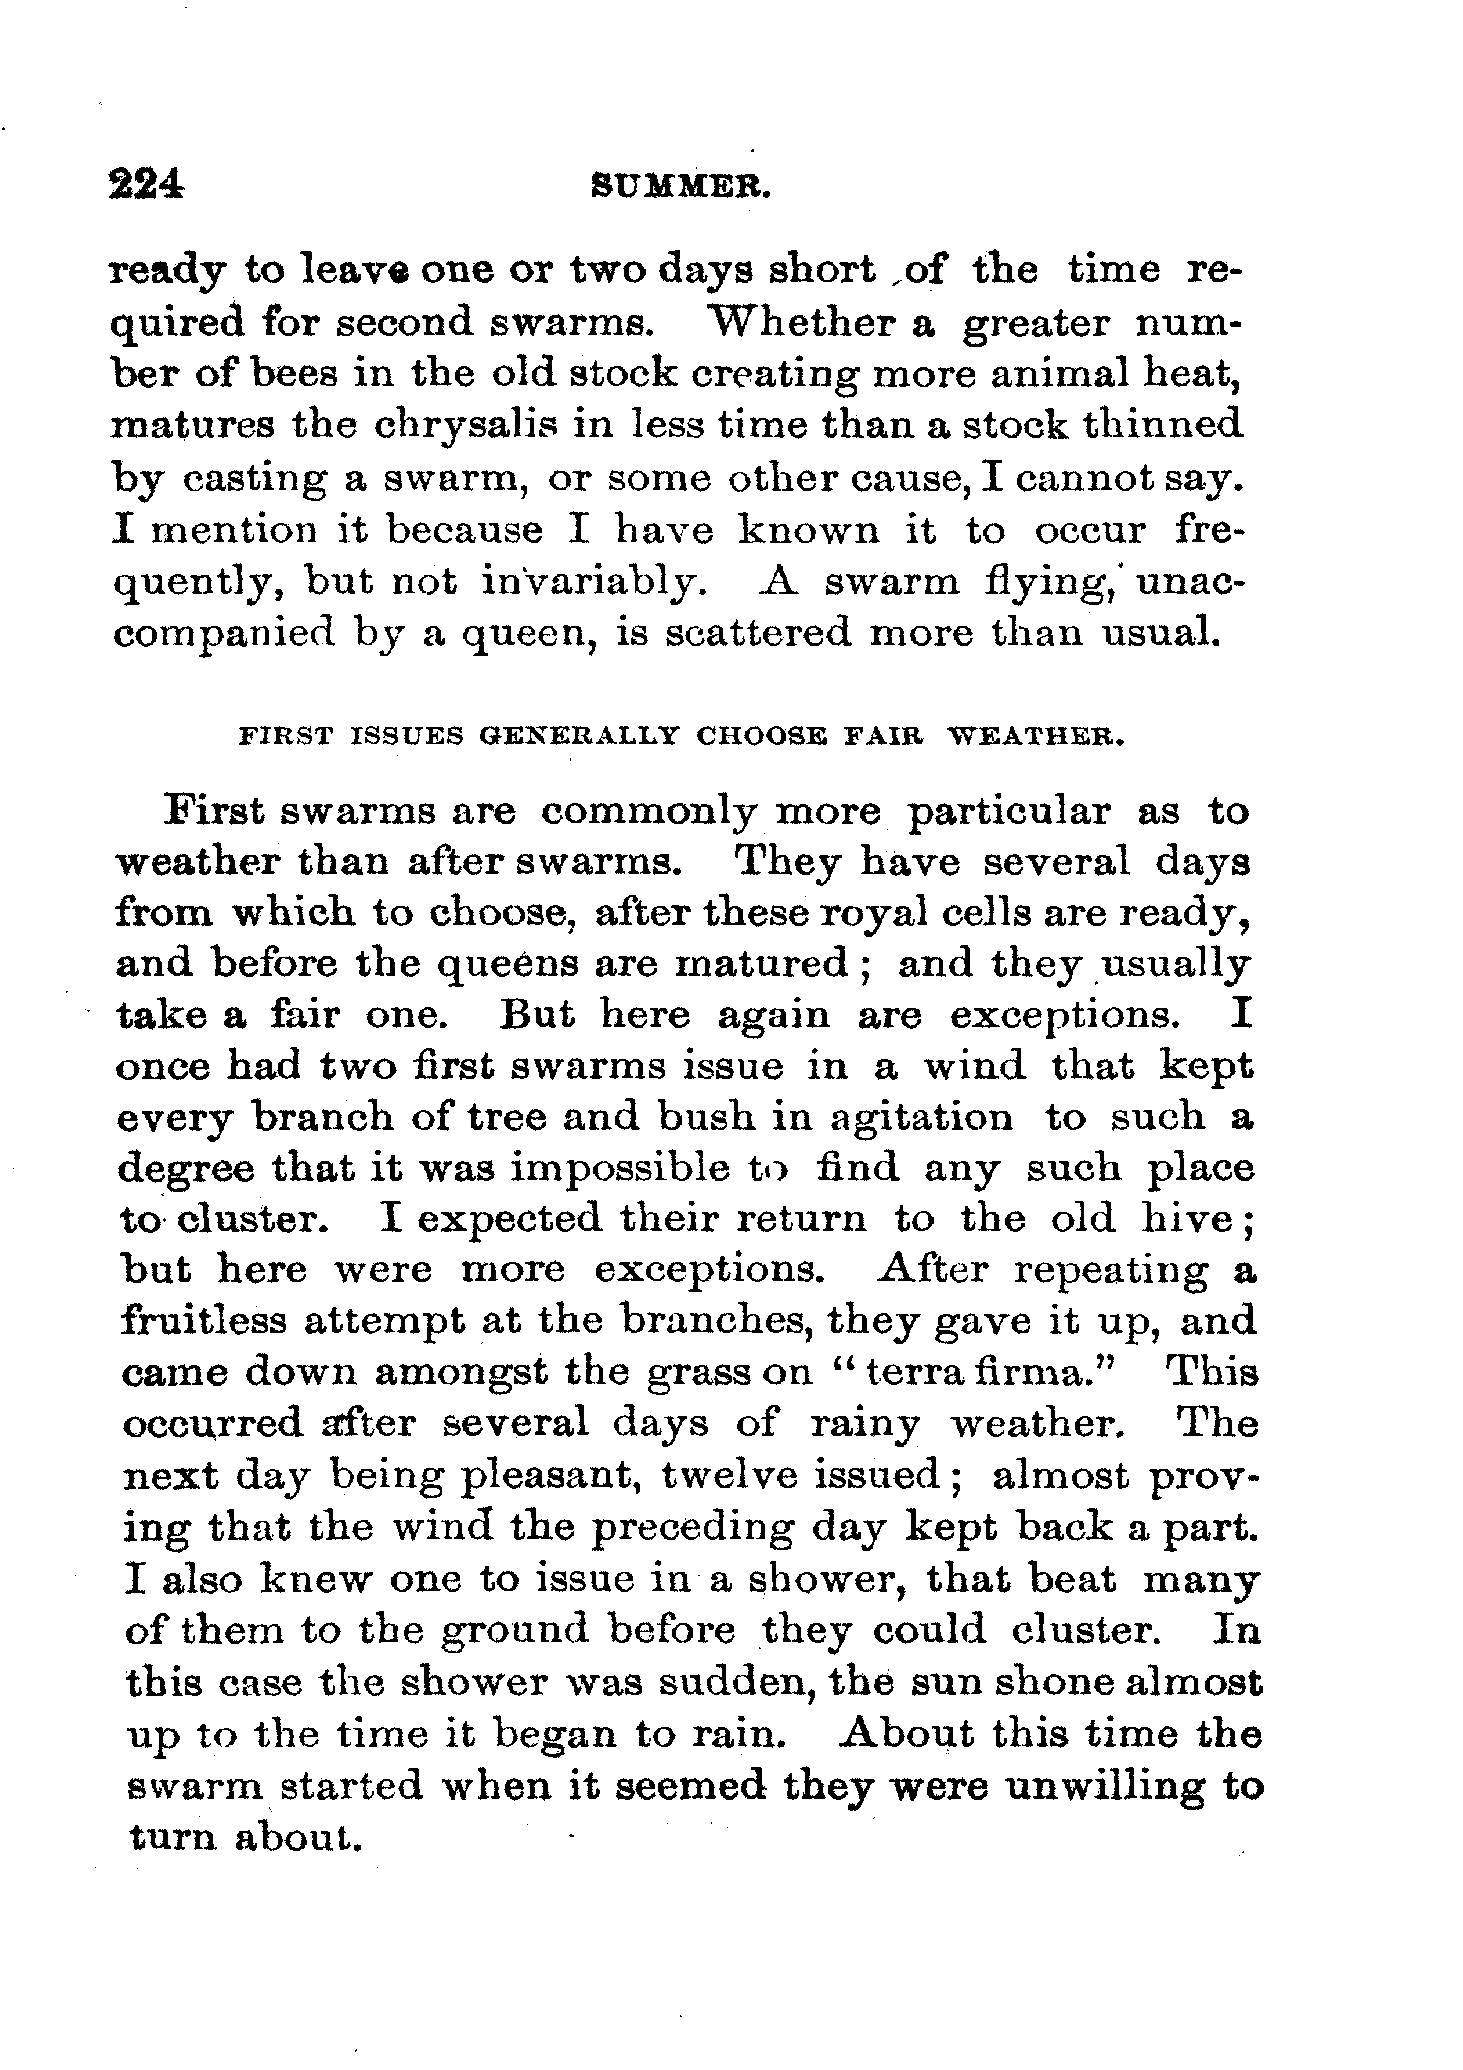 224 SUMMER.
ready to leave one or two days short of the time re-
quired for second swarms. Whether a greater num-
ber of bees in the old stock creating more animal heat,
matures the chrysalis in less time than a stock thinned
by casting a swarm, or some other cause, I cannot say.
I mention it because I have known it to occur fre-
quently, but not invariably. A swarm flying, unac-
companied by a queen, is scattered more than usual.
FIRST ISSUES GENERALLY CHOOSE FAIR WEATHER.
First swarms are commonly more particular as to
weather than after swarms. They have several days
from which to choose, after these royal cells are ready,
and before the queens are matured; and they usually
take a fair one. But here again are exceptions. I
once had two first swarms issue in a wind that kept
every branch of tree and bush in agitation to such a
degree that it was impossible to find any such place
to cluster. I expected their return to the old hive;
but here were more exceptions. After repeating a
fruitless attempt at the branches, they gave it up, and
came down amongst the grass on "terra firma." This
occurred after several days of rainy weather. The
next day being pleasant, twelve issued; almost prov-
ing that the wind the preceding day kept back a part.
I also knew one to issue in a shower, that beat many
of them to the ground before they could cluster. In
this case the shower was sudden, the sun shone almost
up to the time it began to rain. About this time the
swarm started when it seemed they were unwilling to
turn about.